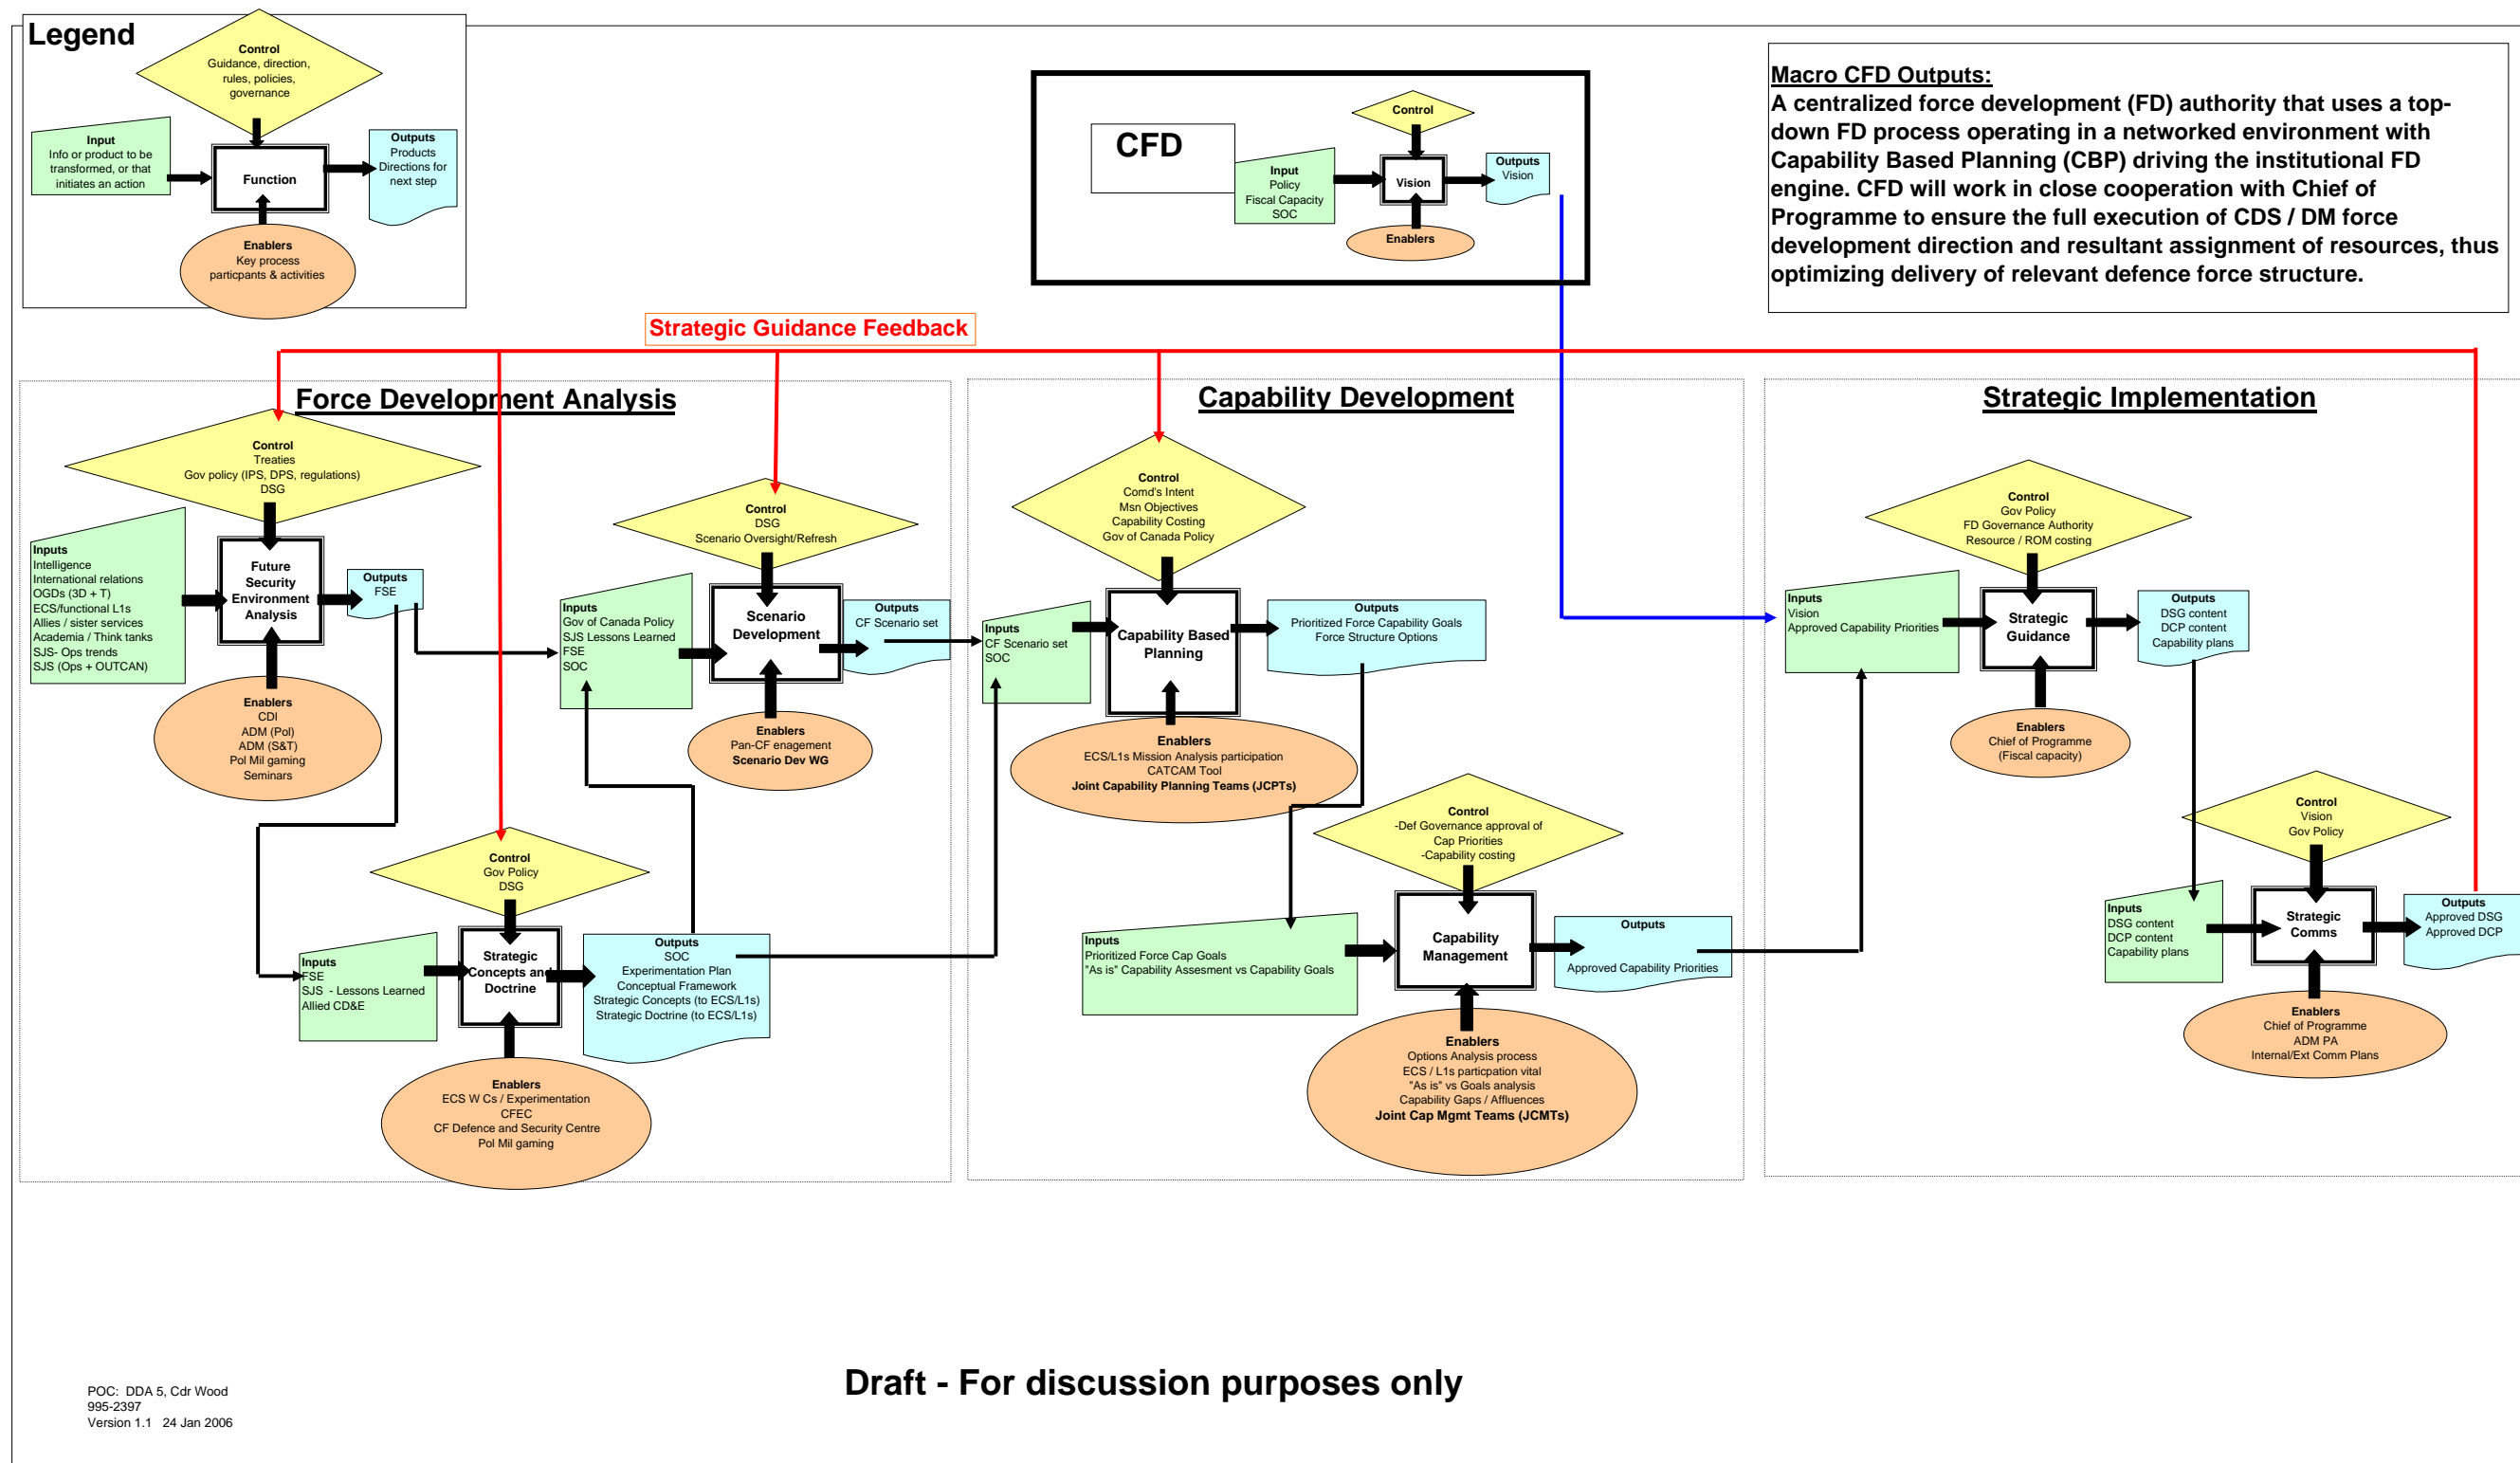 Legend
Control
Guidance, direction,
rules, policies,
governance
Input
Info or product to be
transformed, or that
initiates an action
Function
Outputs
Products
Directions for
next step
Enablers
Key process
particpants & activities
CFD
Control
Input
Policy
Fiscal Capacity
SOC
Vision
Outputs
Vision
Enablers
Macro CFD Outputs:
A centralized force development (FD) authority that uses a top-
down FD process operating in a networked environment with
Capability Based Planning (CBP) driving the institutional FD
engine. CFD will work in close cooperation with Chief of
Programme to ensure the full execution of CDS / DM force
development direction and resultant assignment of resources, thus
optimizing delivery of relevant defence force structure.
Strategic Guidance Feedback
Force Development Analysis
Control
Treaties
Gov policy (IPS, DPS, regulations)
DSG
Inputs
Intelligence
International relations
OGDs (3D + T)
ECS/functional L1s
Allies / sister services
Academia / Think tanks
SJS- Ops trends
SJS (Ops + OUTCAN)
Future
Security
Environment
Analysis
Outputs
FSE
Enablers
CDI
ADM (Pol)
ADM (S&T)
Pol Mil gaming
Seminars
Control
DSG
Scenario Oversight/Refresh
Inputs
Gov of Canada Policy
SJS Lessons Learned
FSE
SOC
Scenario
Development
Outputs
CF Scenario set
Enablers
Pan-CF enagement
Scenario Dev WG
Control
Gov Policy
DSG
Inputs
FSE
SJS  - Lessons Learned
Allied CD&E
Strategic
Concepts and
Doctrine
Outputs
SOC
Experimentation Plan
Conceptual Framework
Strategic Concepts (to ECS/L1s)
Strategic Doctrine (to ECS/L1s)
Enablers
ECS W Cs / Experimentation
CFEC
CF Defence and Security Centre
Pol Mil gaming
Capability Development
Control
Comd's Intent
Msn Objectives
Capability Costing
Gov of Canada Policy
Inputs
CF Scenario set
SOC
Capability Based
Planning
Outputs
Prioritized Force Capability Goals
Force Structure Options
Enablers
ECS/L1s Mission Analysis participation
CATCAM Tool
Joint Capability Planning Teams (JCPTs)
Control
-Def Governance approval of
Cap Priorities
-Capability costing
Inputs
Prioritized Force Cap Goals
"As is" Capability Assesment vs Capability Goals
Capability
Management
Outputs
Approved Capability Priorities
Enablers
Options Analysis process
ECS / L1s particpation vital
"As is" vs Goals analysis
Capability Gaps / Affluences
Joint Cap Mgmt Teams (JCMTs)
Strategic Implementation
Control
Gov Policy
FD Governance Authority
Resource / ROM costing
Inputs
Vision
Approved Capability Priorities
Strategic
Guidance
Outputs
DSG content
DCP content
Capability plans
Enablers
Chief of Programme
(Fiscal capacity)
Control
Vision
Gov Policy
Inputs
DSG content
DCP content
Capability plans
Strategic
Comms
Outputs
Approved DSG
Approved DCP
Enablers
Chief of Programme
ADM PA
Internal/Ext Comm Plans
Draft - For discussion purposes only
POC:  DDA 5, Cdr Wood
995-2397
Version 1.1   24 Jan 2006